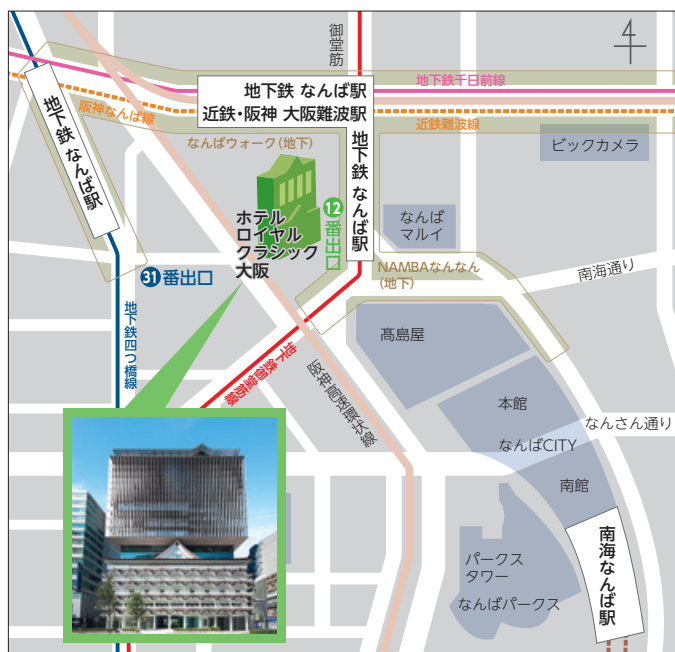 御堂筋
4
地下鉄 なんば駅
近鉄・阪神 大阪難波駅
地下鉄千日前線
阪神なんば線
近鉄難波線
地下鉄 なんば駅
なんばウォーク(地下)
地下鉄 なんば駅
ビックカメラ
ホテル
ロイヤル
クラシック
大阪
12番出口
なんば
マルイ
31番出口
NAMBAなんなん
(地下)
南海通り
地下鉄四つ橋線
地下鉄御堂筋線
阪神高速環状線
髙島屋
本館
なんさん通り
なんばCITY
南館
南海なんば駅
パークス
タワー
なんばパークス